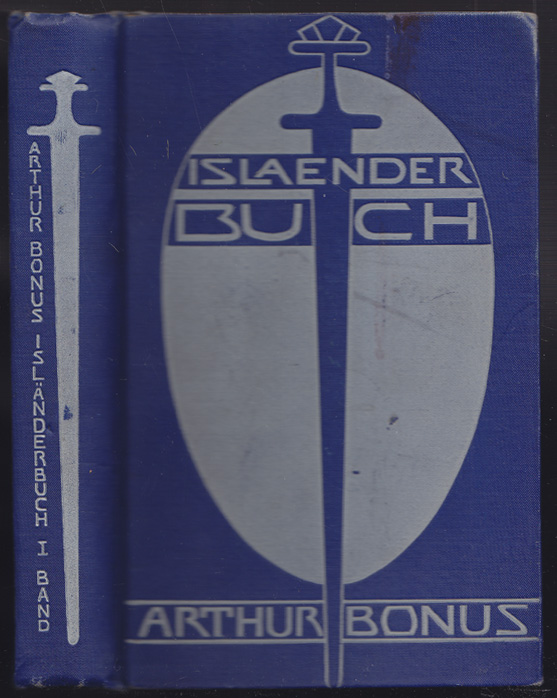 ARTHUR BONUS ISLÄNDERBUCH I BAND
ISLAENDER
BUCH
ARTHUR BONUS